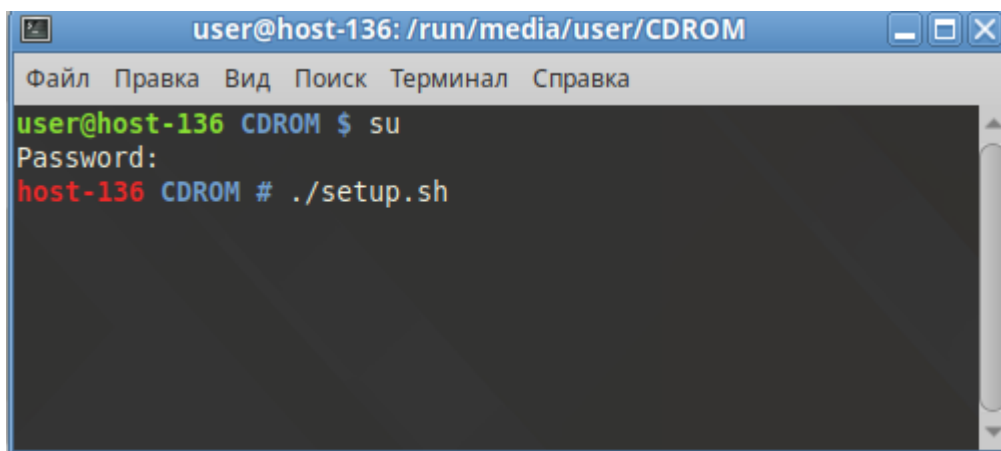 user@host-136: /run/media/user/CDROM
Файл Правка Вид Поиск Терминал Справка
user@host-136 CDROM $ su
Password:
host-136 CDROM # ./setup.sh